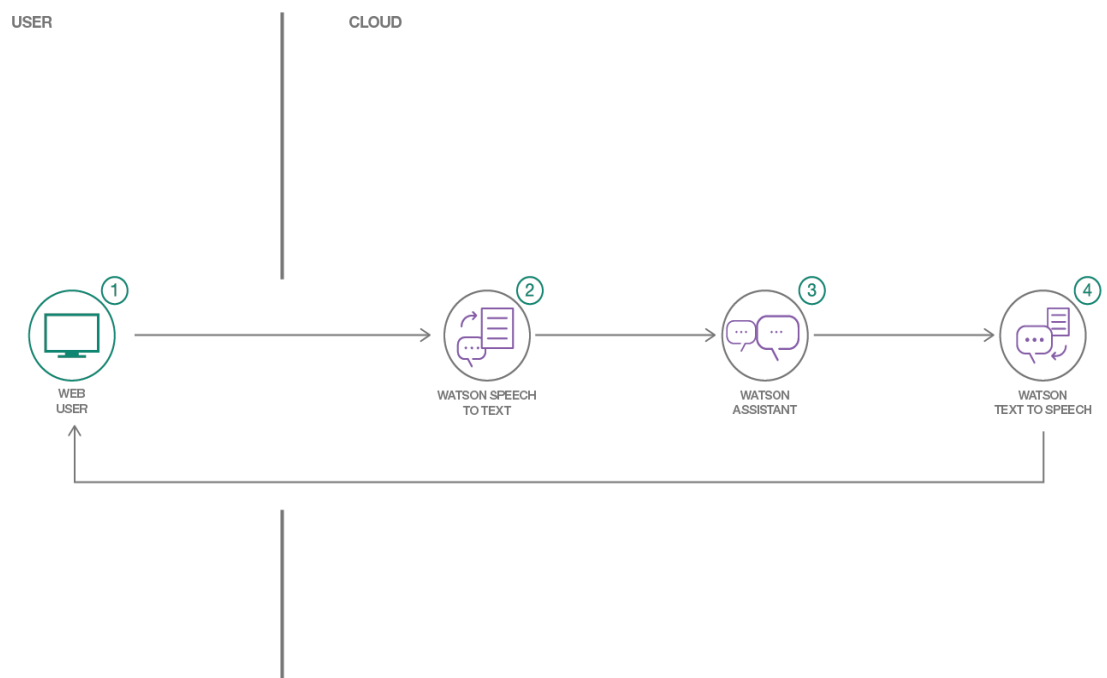 USER
CLOUD
1
2
3
4
WEB
USER
WATSON SPEECH
TO TEXT
WATSON
ASSISTANT
WATSON
TEXT TO SPEECH